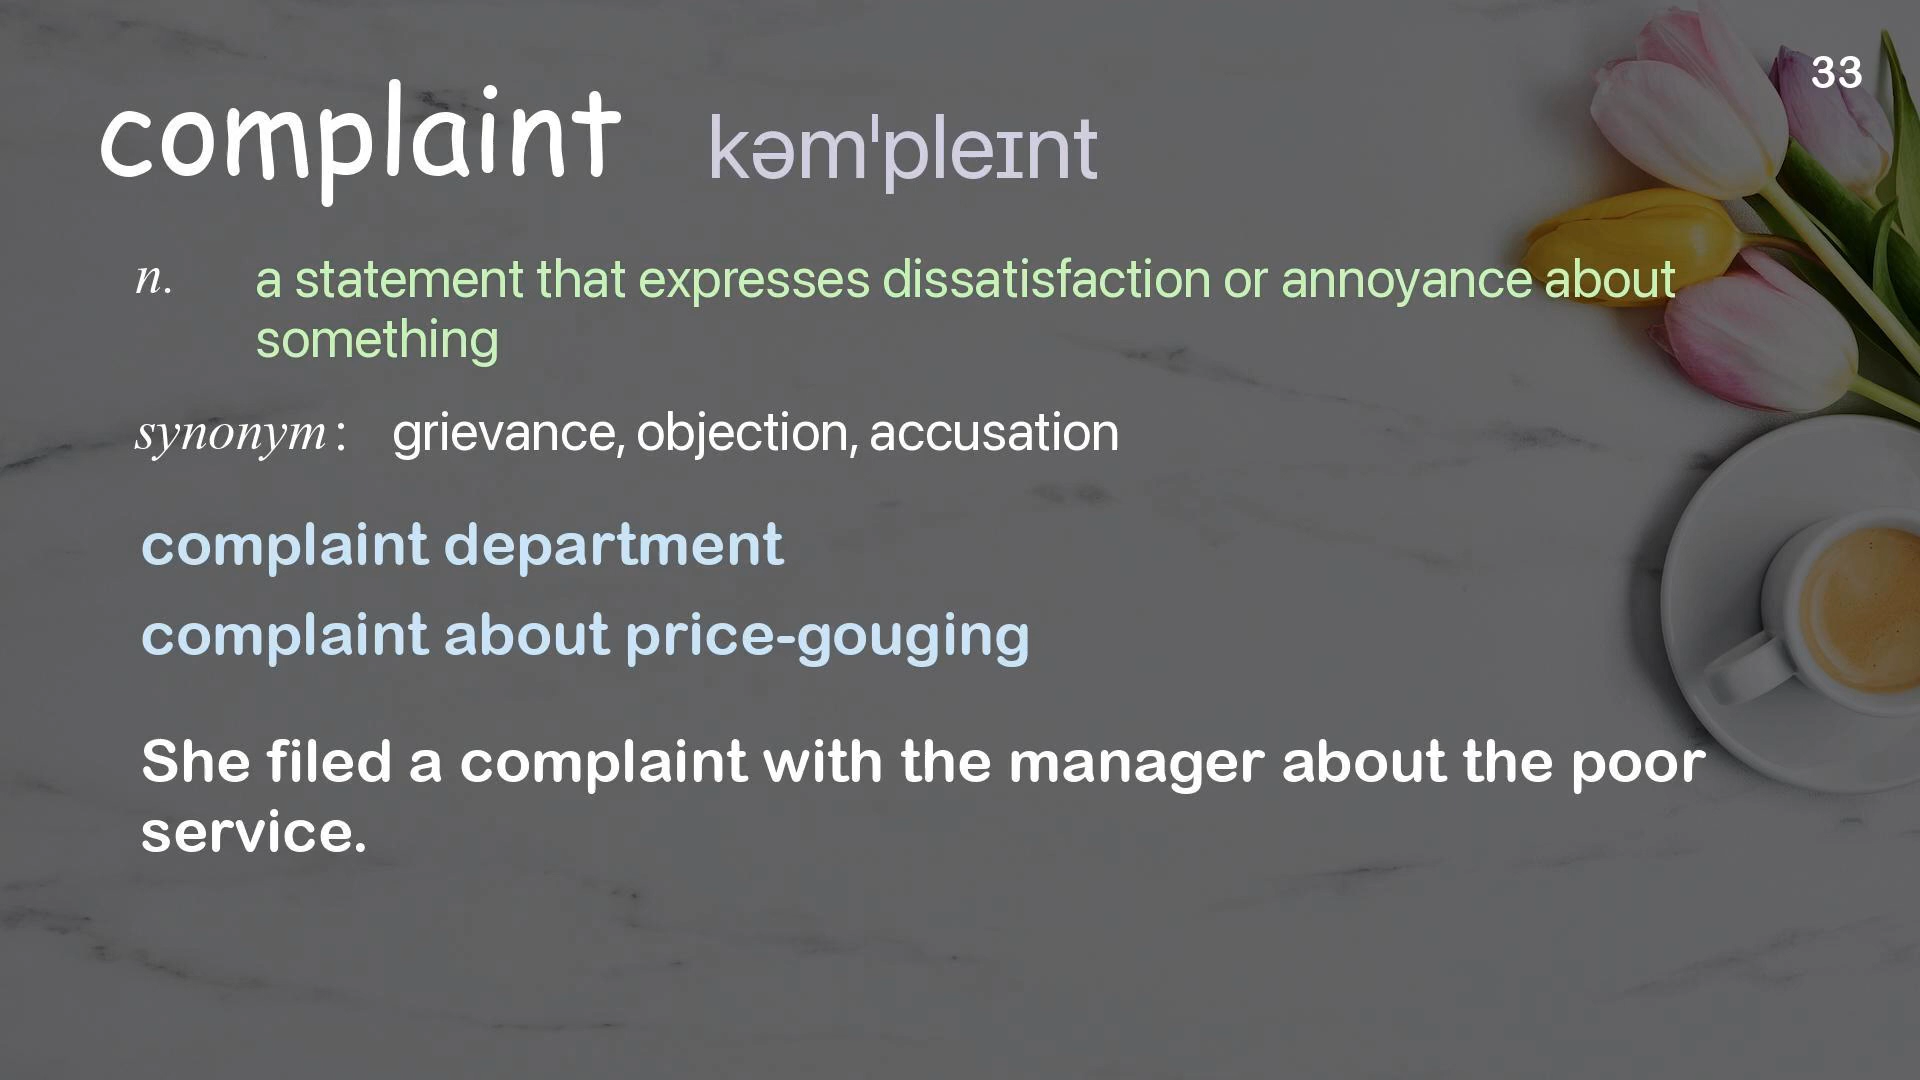 33
complaint kəmˈpleɪnt
n. a statement that expresses dissatisfaction or annoyance about
something
synonym: grievance, objection, accusation
complaint department
complaint about price-gouging
She filed a complaint with the manager about the poor
service.